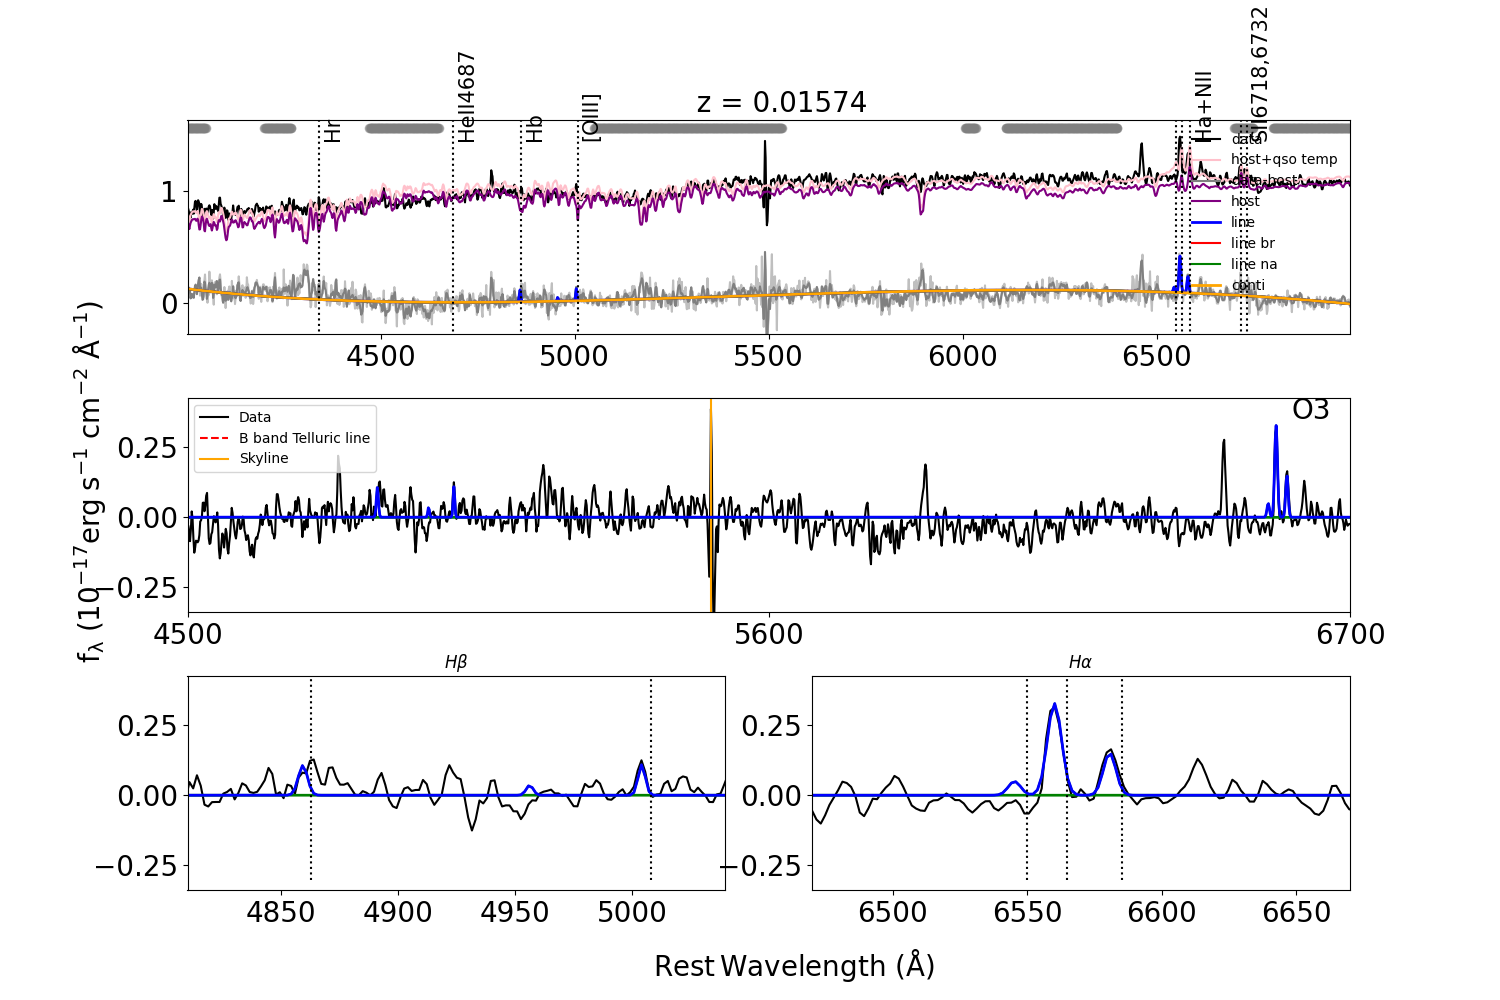 z = 0.01574
Hr
HeII4687
Hb
[OIII]
Ha+NII
SII6718,6732
data
host+qso temp
data-host
host
line
line br
line na
conti
1
0
4500 5000 5500 6000 6500
fλ (10⁻¹⁷erg s⁻¹ cm⁻² Å⁻¹)
Data
B band Telluric line
Skyline
O3
0.25
0.00
−0.25
4500 5600 6700
Hβ
0.25
0.00
−0.25
4850 4900 4950 5000
Hα
0.25
0.00
−0.25
6500 6550 6600 6650
Rest Wavelength (Å)